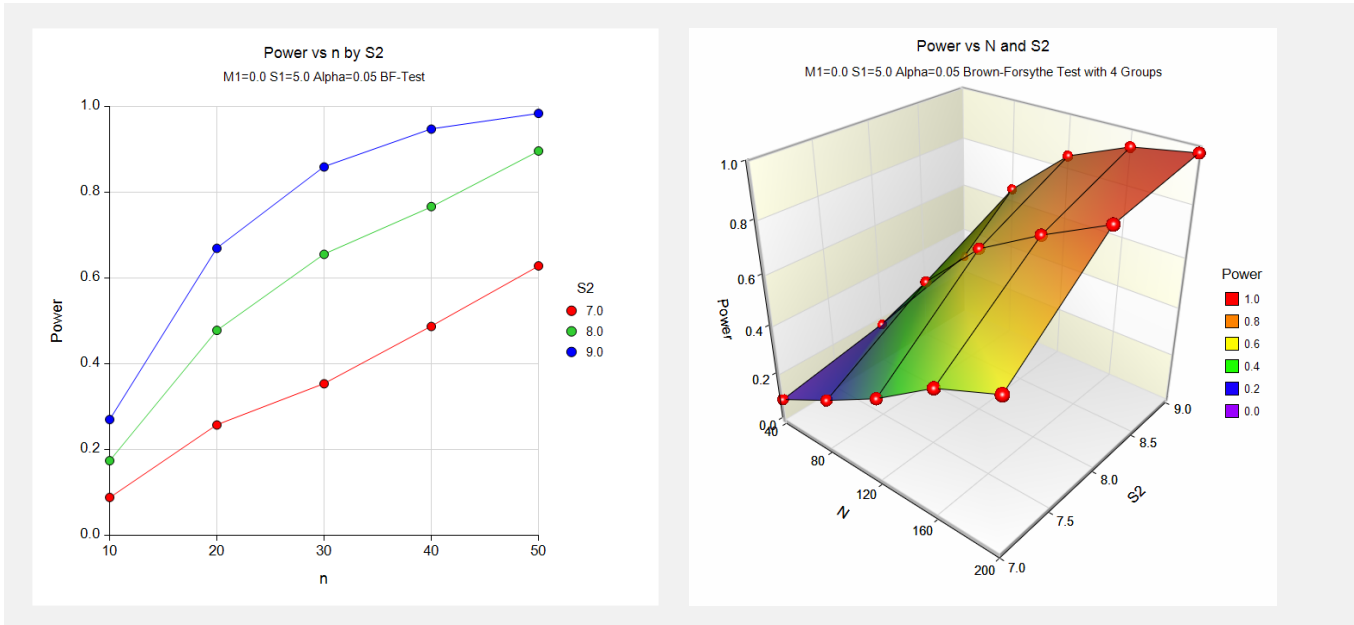 Power vs n by S2
M1=0.0 S1=5.0 Alpha=0.05 BF-Test
1.0
0.8
0.6
0.4
0.2
0.0
Power
10 20 30 40 50
n
S2
7.0
8.0
9.0
Power vs N and S2
M1=0.0 S1=5.0 Alpha=0.05 Brown-Forsythe Test with 4 Groups
1.0
0.8
0.6
0.4
0.2
0.0
Power
40
80
120
160
200
N
7.0
7.5
8.0
8.5
9.0
S2
Power
1.0
0.8
0.6
0.4
0.2
0.0